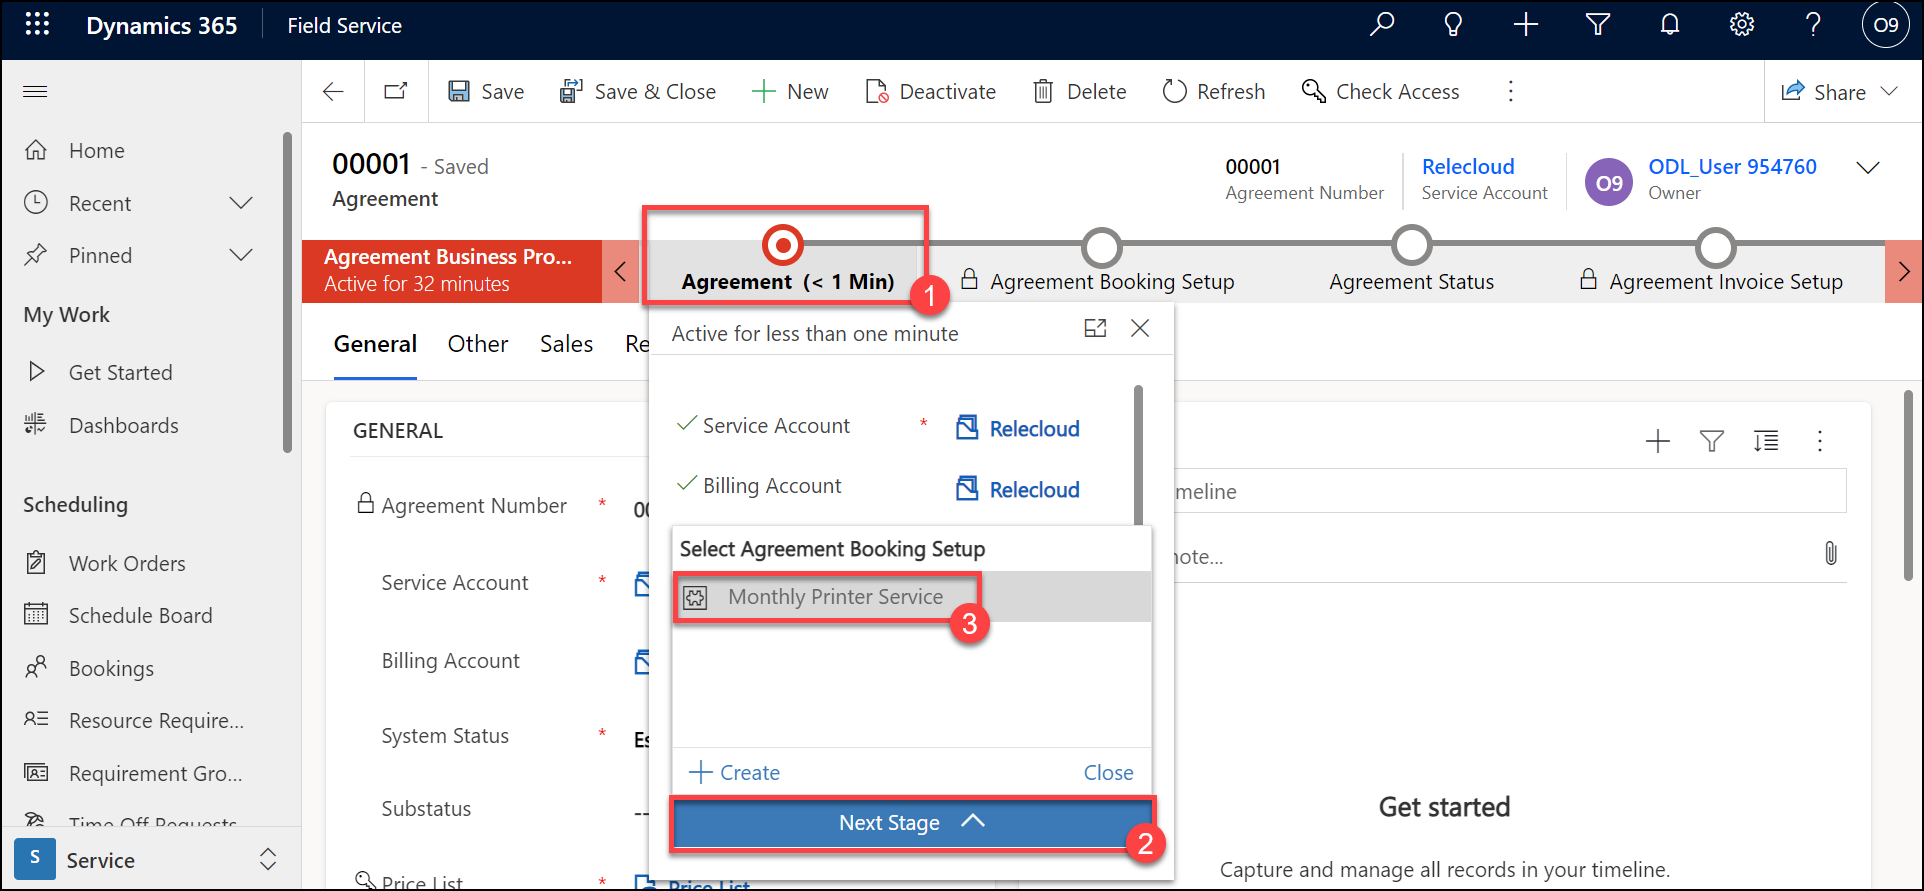 Dynamics 365
Field Service
O9
Save
Save & Close
New
Deactivate
Delete
Refresh
Check Access
Share
Home
Recent
Pinned
My Work
Get Started
Dashboards
Scheduling
Work Orders
Schedule Board
Bookings
Resource Require...
Requirement Gro...
Time Off Requests
S
Service
00001 - Saved
Agreement
00001
Agreement Number
Relecloud
Service Account
O9
ODL_User 954760
Owner
Agreement Business Pro...
Active for 32 minutes
Agreement (< 1 Min)
1
Agreement Booking Setup
Agreement Status
Agreement Invoice Setup
General
Other
Sales
Re
Active for less than one minute
Service Account *
Relecloud
Billing Account
Relecloud
Select Agreement Booking Setup
Monthly Printer Service
3
Create
Close
Next Stage
2
GENERAL
Agreement Number *
00
Service Account *
Billing Account *
System Status *
Es
Substatus
--
Price List *
Price List
meline
note...
Get started
Capture and manage all records in your timeline.